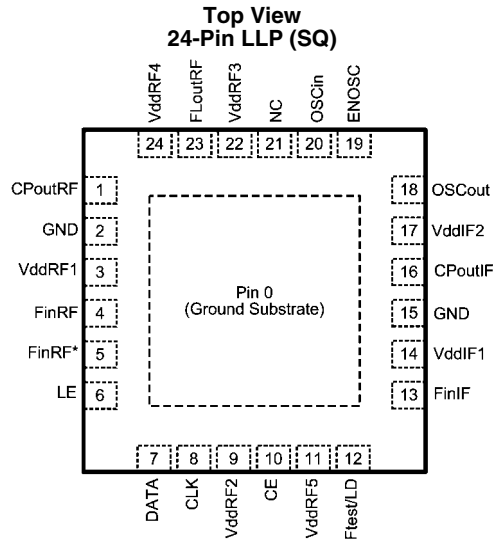 Top View
24-Pin LLP (SQ)
VddRF4
FLoutRF
VddRF3
NC
OSCin
ENOSC
24 23 22 21 20 19
CPoutRF 1
GND 2
VddRF1 3
FinRF 4
FinRF* 5
LE 6
Pin 0
(Ground Substrate)
18 OSCout
17 VddIF2
16 CPoutIF
15 GND
14 VddIF1
13 FinIF
7 8 9 10 11 12
DATA
CLK
VddRF2
CE
VddRF5
Ftest/LD